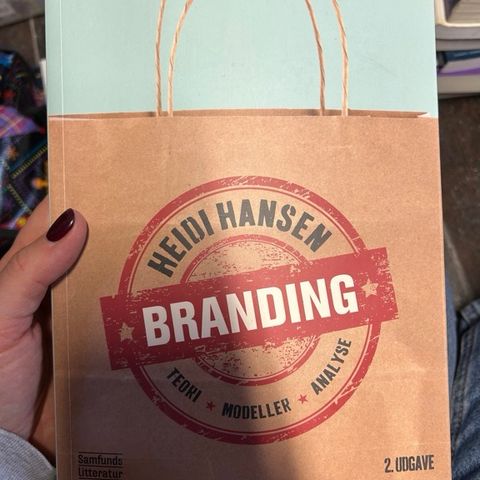 HEIDI HANSEN
BRANDING
TEORI ★ MODELLER ★ ANALYSE
Samfunds
litteratur
2. UDGAVE